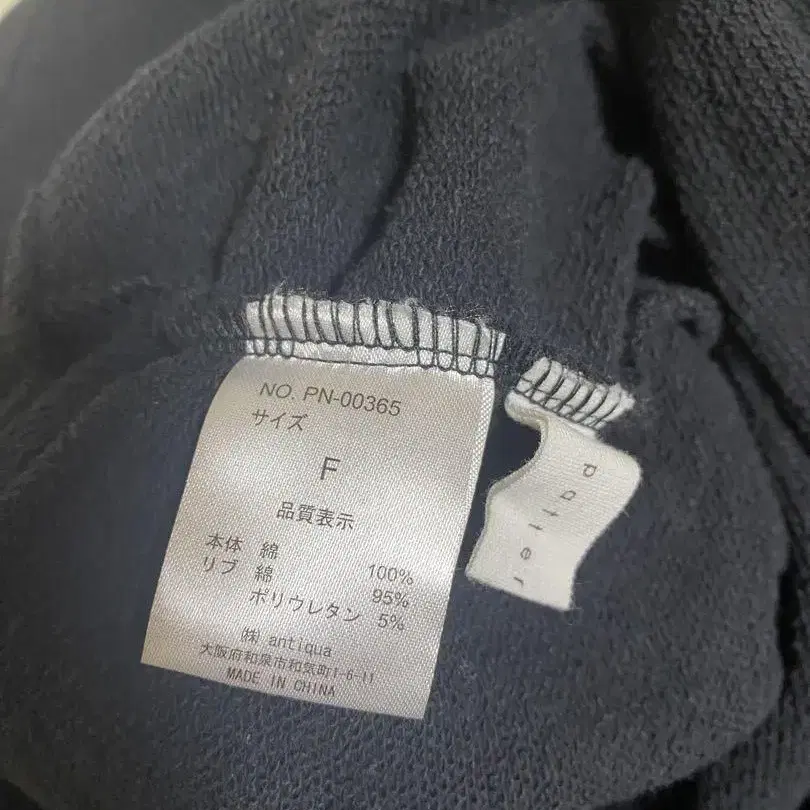 NO. PN-00365
サイズ
F
品質表示
本体 綿 100%
リブ 綿 95%
ポリウレタン 5%
㈱ antiqua
大阪府和泉市和気町1-6-11
MADE IN CHINA
patter